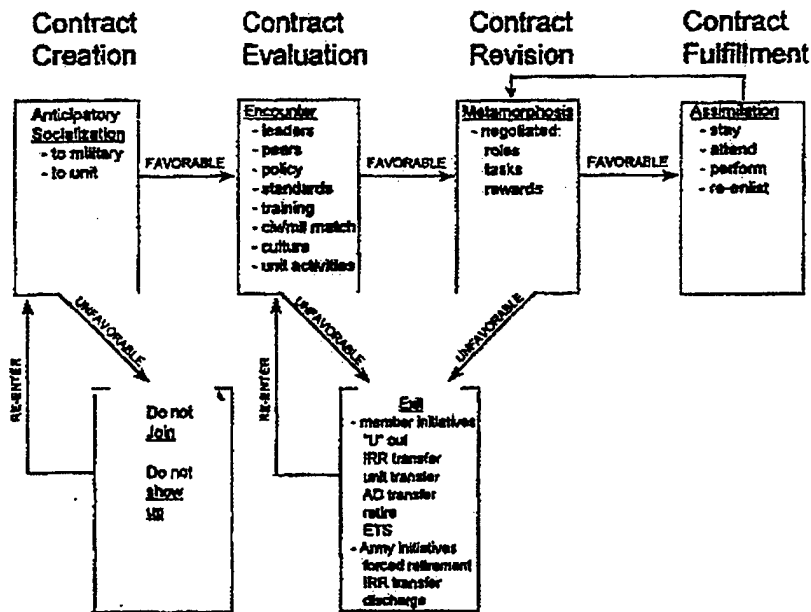 Contract
Creation
Contract
Evaluation
Contract
Revision
Contract
Fulfillment
Anticipatory
Socialization
- to military
- to unit
FAVORABLE
Encounter
- leaders
- peers
- policy
- standards
- training
- civ/mil match
- culture
- unit activities
FAVORABLE
Metamorphosis
- negotiated:
roles
tasks
rewards
FAVORABLE
Assimilation
- stay
- attend
- perform
- re-enlist
RE-ENTER
UNFAVORABLE
RE-ENTER
UNFAVORABLE
UNFAVORABLE
Do not
Join
Do not
show
up
Exit
- member initiatives
"U" out
IRR transfer
unit transfer
AD transfer
retire
ETS
- Army initiatives
forced retirement
IRR transfer
discharge